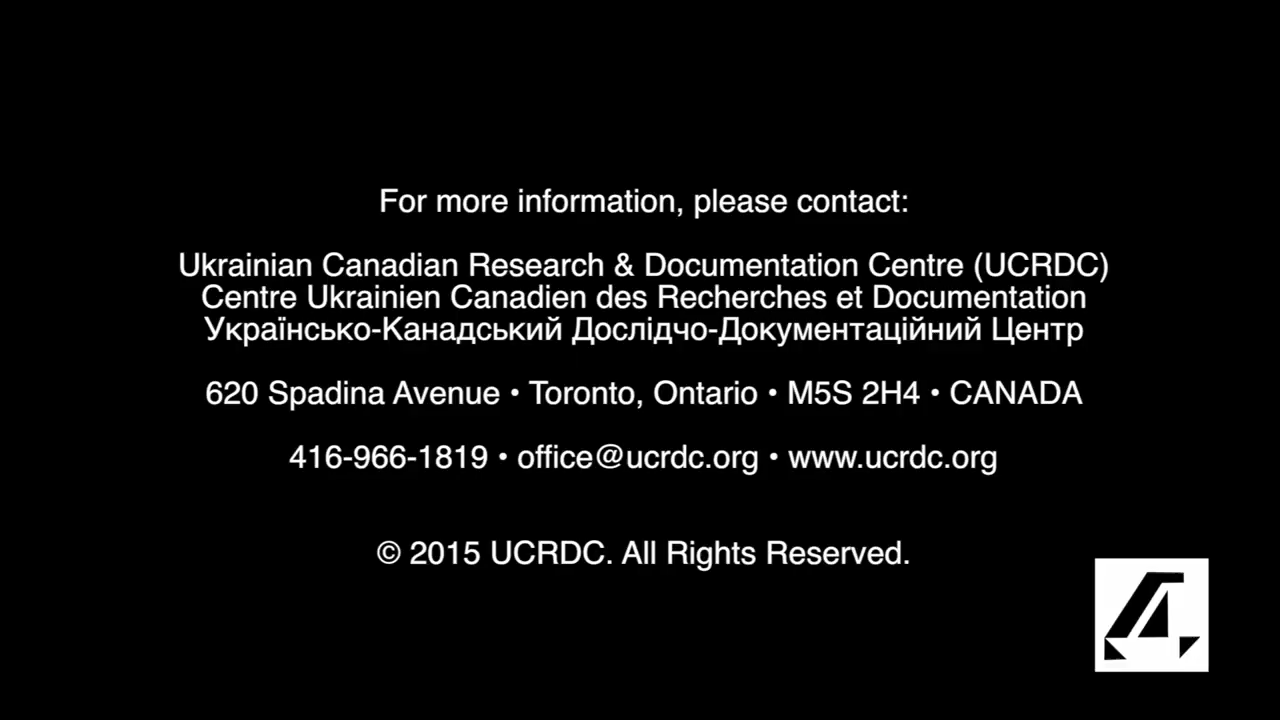 For more information, please contact:
Ukrainian Canadian Research & Documentation Centre (UCRDC)
Centre Ukrainien Canadien des Recherches et Documentation
Українсько-Канадський Дослідчо-Документаційний Центр
620 Spadina Avenue • Toronto, Ontario • M5S 2H4 • CANADA
416-966-1819 • office@ucrdc.org • www.ucrdc.org
© 2015 UCRDC. All Rights Reserved.